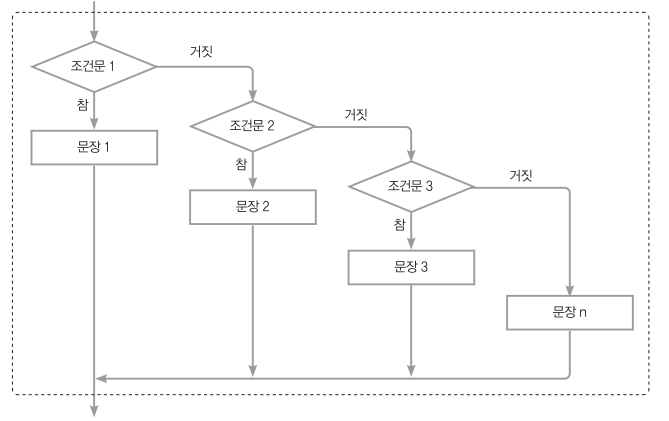 조건문 1
거짓
참
문장 1
조건문 2
거짓
참
문장 2
조건문 3
거짓
참
문장 3
문장 n